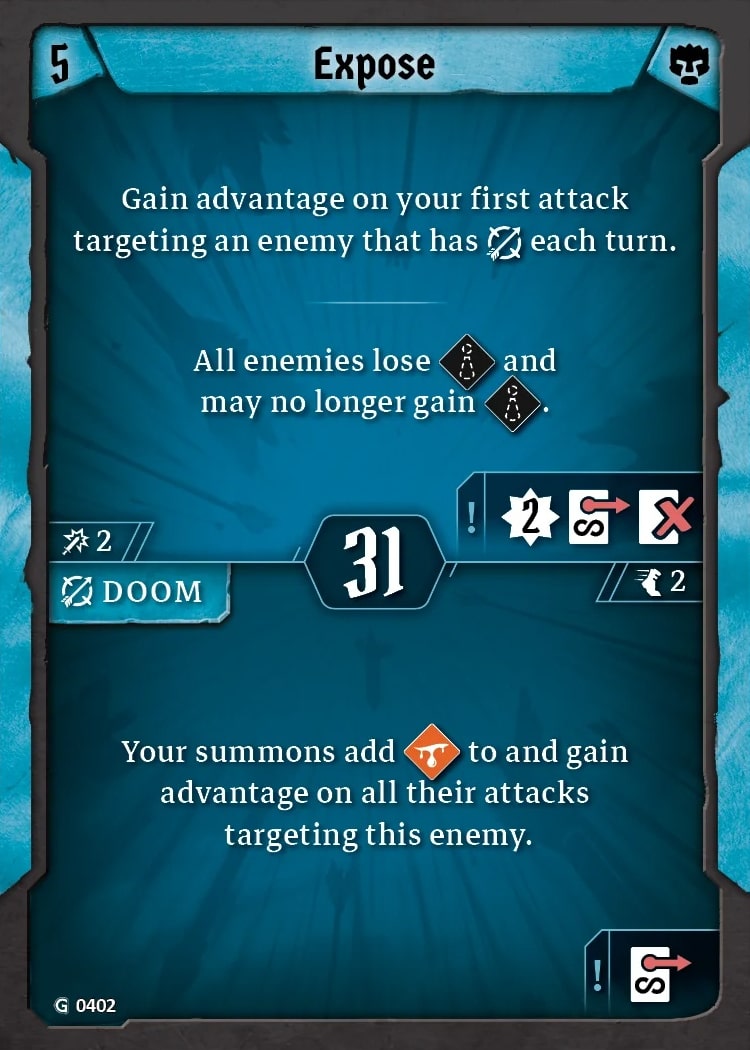 5
Expose
Gain advantage on your first attack
targeting an enemy that has each turn.
All enemies lose and
may no longer gain .
2
2
31
DOOM
2
Your summons add to and gain
advantage on all their attacks
targeting this enemy.
G 0402